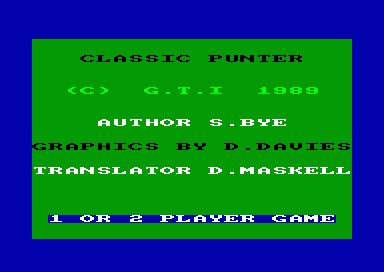 CLASSIC PUNTER
(C) G.T.I 1989
AUTHOR S.BYE
GRAPHICS BY D.DAVIES
TRANSLATOR D.MASKELL
1 OR 2 PLAYER GAME